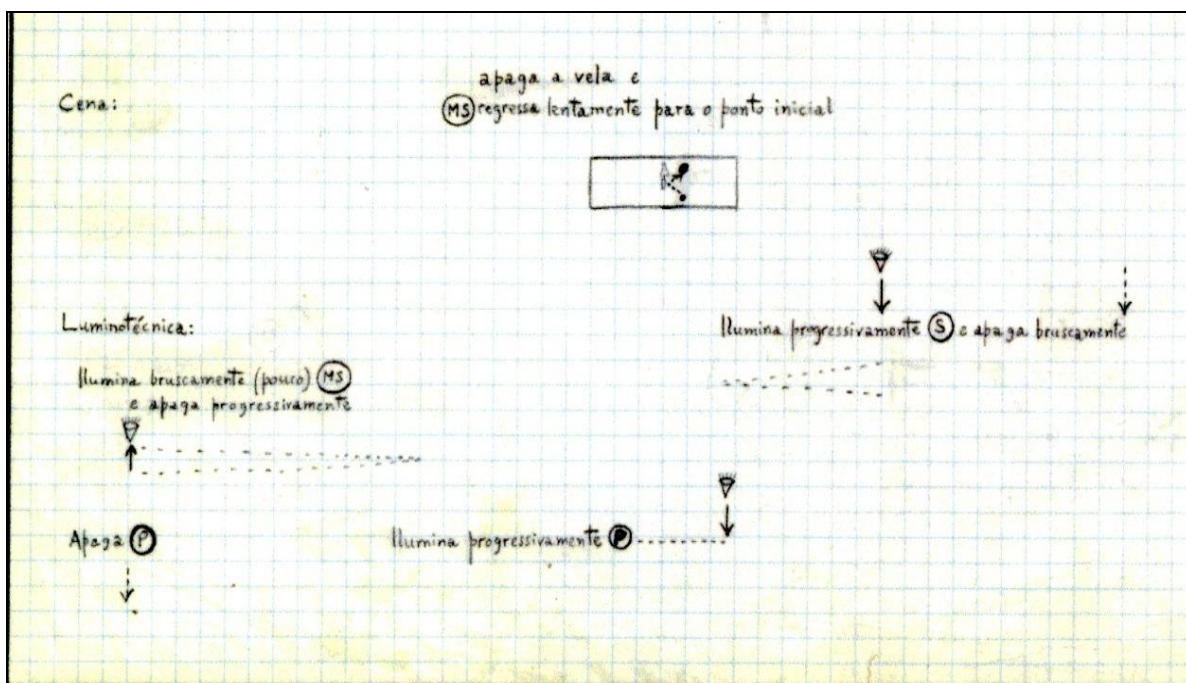 apaga a vela e
Cena:
MS regressa lentamente para o ponto inicial
Luminotécnica:
Ilumina progressivamente S e apaga bruscamente
Ilumina bruscamente (pouco) MS
e apaga progressivamente
Apaga P
Ilumina progressivamente P